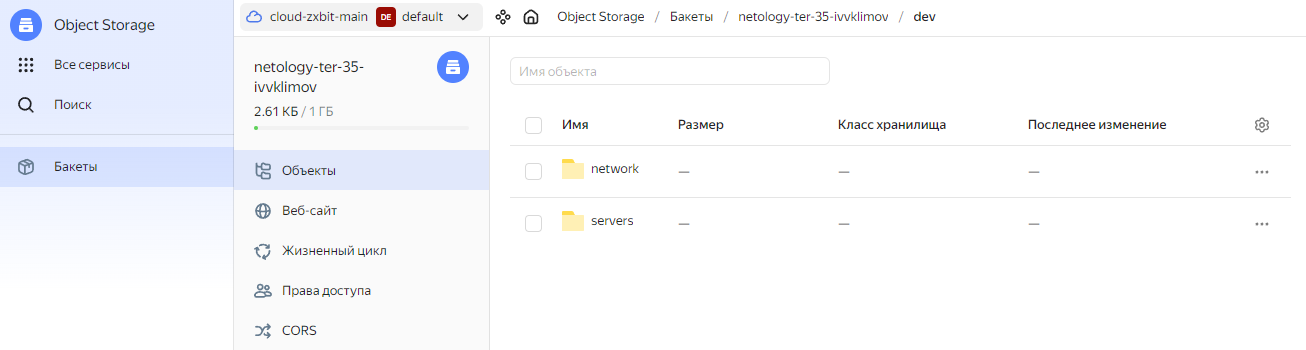 Object Storage
Все сервисы
Поиск
Бакеты
cloud-zxbit-main DE default
Object Storage / Бакеты / netology-ter-35-ivvklimov / dev
netology-ter-35-
ivvklimov
2.61 КБ / 1 ГБ
Объекты
Веб-сайт
Жизненный цикл
Права доступа
CORS
Имя объекта
Имя Размер Класс хранилища Последнее изменение
network — — —
servers — — —